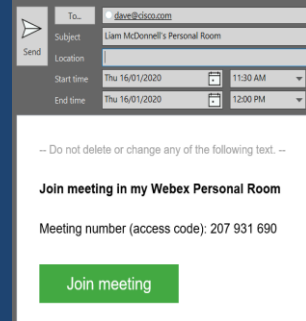 To...
dave@cisco.com
Send
Subject
Liam McDonnell's Personal Room
Location
Start time
Thu 16/01/2020
11:30 AM
End time
Thu 16/01/2020
12:00 PM
-- Do not delete or change any of the following text. --
Join meeting in my Webex Personal Room
Meeting number (access code): 207 931 690
Join meeting